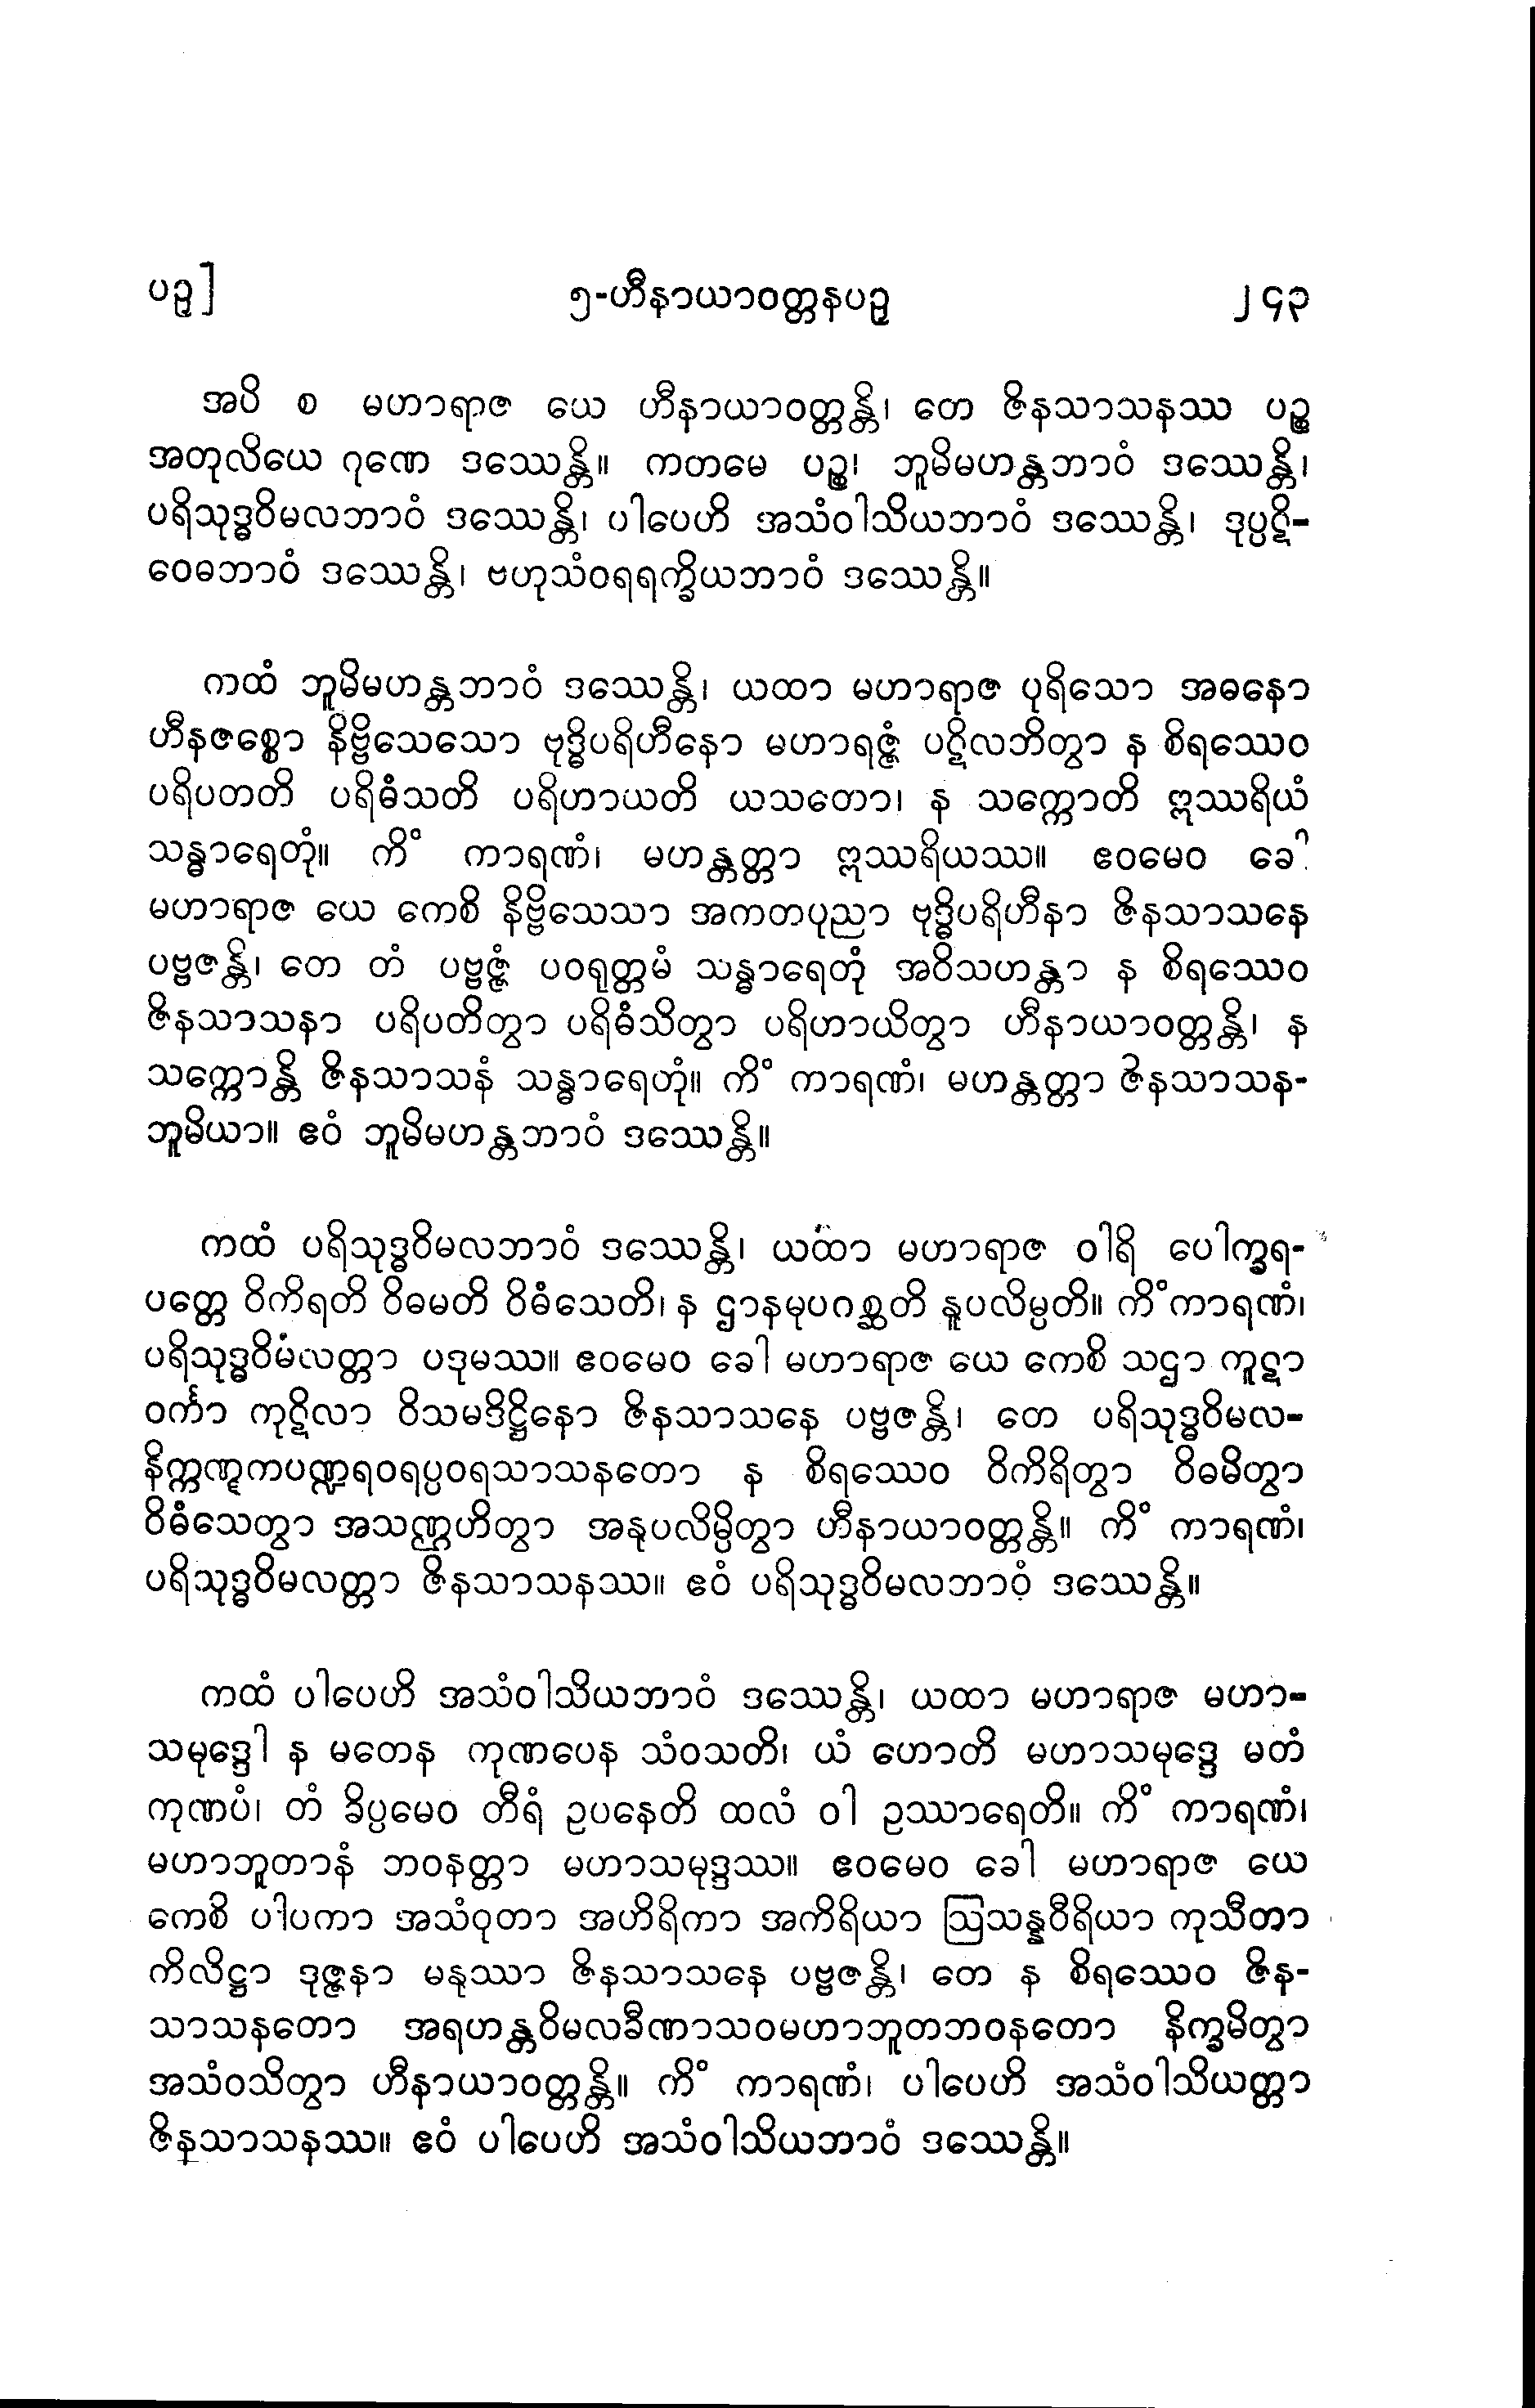 ပဉှ]
၅-ဟီနာယာဝတ္တနပဉှ
၂၄၃
အပိ စ မဟာရာဇ ယေ ဟီနာယာဝတ္တန္တိ၊ တေ ဇိနသာသနဿ ပဉ္စ
အတုလိယေ ဂုဏေ ဒဿေန္တိ။ ကတမေ ပဉ္စ၊ ဘူမိမဟန္တဘာဝံ ဒဿေန္တိ၊
ပရိသုဒ္ဓဝိမလဘာဝံ ဒဿေန္တိ၊ ပါပေဟိ အသံဝါသိယဘာဝံ ဒဿေန္တိ၊ ဒုပ္ပဋိ-
ဝေဓဘာဝံ ဒဿေန္တိ၊ ဗဟုသံဝရရက္ခိယဘာဝံ ဒဿေန္တိ။
ကထံ ဘူမိမဟန္တဘာဝံ ဒဿေန္တိ၊ ယထာ မဟာရာဇ ပုရိသော အဓနော
ဟီနဇစ္စော နိဗ္ဗိသေသော ဗုဒ္ဓိပရိဟီနော မဟာရဇ္ဇံ ပဋိလဘိတွာ န စိရဿေဝ
ပရိပတတိ ပရိဓံသတိ ပရိဟာယတိ ယသတော၊ န သက္ကောတိ ဣဿရိယံ
သန္ဓာရေတုံ။ ကိံ ကာရဏံ၊ မဟန္တတ္တာ ဣဿရိယဿ။ ဧဝမေဝ ခေါ
မဟာရာဇ ယေ ကေစိ နိဗ္ဗိသေသာ အကတပုညာ ဗုဒ္ဓိပရိဟီနာ ဇိနသာသနေ
ပဗ္ဗဇန္တိ၊ တေ တံ ပဗ္ဗဇ္ဇံ ပဝရုတ္တမံ သန္ဓာရေတုံ အဝိသဟန္တာ န စိရဿေဝ
ဇိနသာသနာ ပရိပတိတွာ ပရိဓံသိတွာ ပရိဟာယိတွာ ဟီနာယာဝတ္တန္တိ၊ န
သက္ကောန္တိ ဇိနသာသနံ သန္ဓာရေတုံ။ ကိံ ကာရဏံ၊ မဟန္တတ္တာ ဇိနသာသန-
ဘူမိယာ။ ဧဝံ ဘူမိမဟန္တဘာဝံ ဒဿေန္တိ။
ကထံ ပရိသုဒ္ဓဝိမလဘာဝံ ဒဿေန္တိ၊ ယထာ မဟာရာဇ ဝါရိ ပေါက္ခရ-
ပတ္တေ ဝိကိရတိ ဝိဓမတိ ဝိဓံသေတိ၊ န ဌာနမုပဂစ္ဆတိ နူပလိမ္ပတိ။ ကိံကာရဏံ၊
ပရိသုဒ္ဓဝိမလတ္တာ ပဒုမဿ။ ဧဝမေဝ ခေါ မဟာရာဇ ယေ ကေစိ သဌာ ကူဋာ
ဝင်္ကာ ကုဋိလာ ဝိသမဒိဋ္ဌိနော ဇိနသာသနေ ပဗ္ဗဇန္တိ၊ တေ ပရိသုဒ္ဓဝိမလ-
နိက္ကဏ္ဋကပဏ္ဍရဝရပ္ပဝရသာသနတော န စိရဿေဝ ဝိကိရိတွာ ဝိဓမိတွာ
ဝိဓံသေတွာ အသဏ္ဌဟိတွာ အနုပလိမ္ပိတွာ ဟီနာယာဝတ္တန္တိ။ ကိံ ကာရဏံ၊
ပရိသုဒ္ဓဝိမလတ္တာ ဇိနသာသနဿ။ ဧဝံ ပရိသုဒ္ဓဝိမလဘာဝံ ဒဿေန္တိ။
ကထံ ပါပေဟိ အသံဝါသိယဘာဝံ ဒဿေန္တိ၊ ယထာ မဟာရာဇ မဟာ-
သမုဒ္ဒေါ န မတေန ကုဏပေန သံဝသတိ၊ ယံ ဟောတိ မဟာသမုဒ္ဒေ မတံ
ကုဏပံ၊ တံ ခိပ္ပမေဝ တီရံ ဥပနေတိ ထလံ ဝါ ဥဿာရေတိ။ ကိံ ကာရဏံ၊
မဟာဘူတာနံ ဘဝနတ္တာ မဟာသမုဒ္ဒဿ။ ဧဝမေဝ ခေါ မဟာရာဇ ယေ
ကေစိ ပါပကာ အသံဝုတာ အဟိရိကာ အကိရိယာ ဩသန္နဝီရိယာ ကုသီတာ
ကိလိဋ္ဌာ ဒုဇ္ဇနာ မနုဿာ ဇိနသာသနေ ပဗ္ဗဇန္တိ၊ တေ န စိရဿေဝ ဇိန-
သာသနတော အရဟန္တဝိမလခီဏာသဝမဟာဘူတဘဝနတော နိက္ခမိတွာ
အသံဝသိတွာ ဟီနာယာဝတ္တန္တိ။ ကိံ ကာရဏံ၊ ပါပေဟိ အသံဝါသိယတ္တာ
ဇိနသာသနဿ။ ဧဝံ ပါပေဟိ အသံဝါသိယဘာဝံ ဒဿေန္တိ။